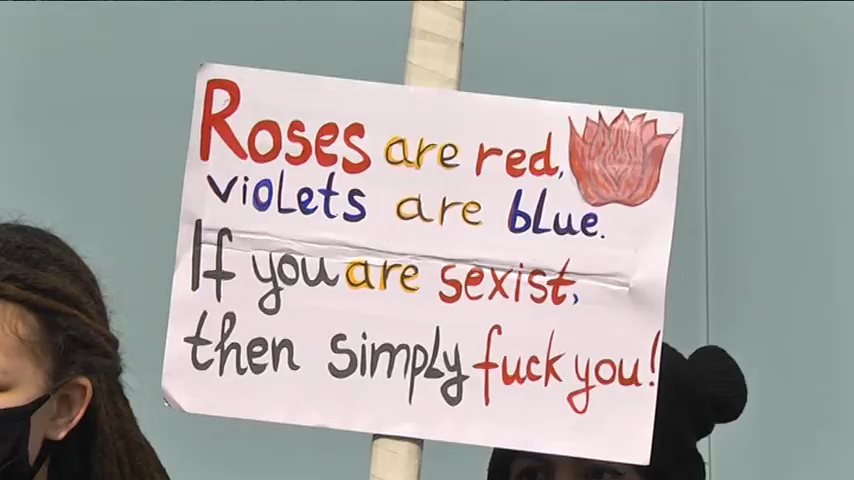 Roses are red,
violets are blue.
If you are sexist,
then simply fuck you!